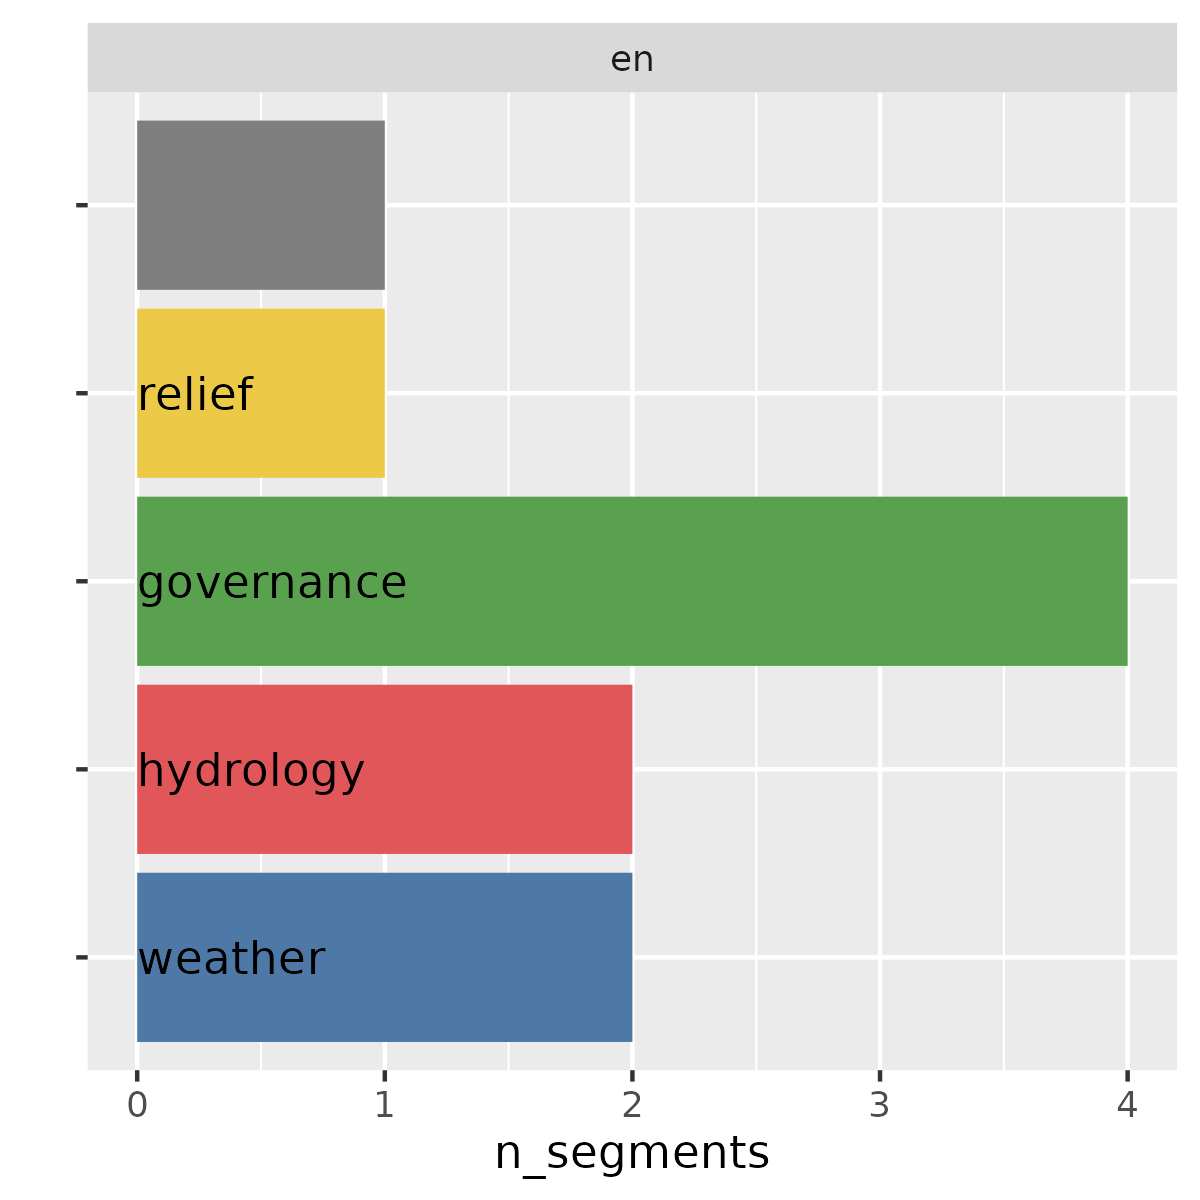 en
relief
governance
hydrology
weather
0 1 2 3 4
n_segments